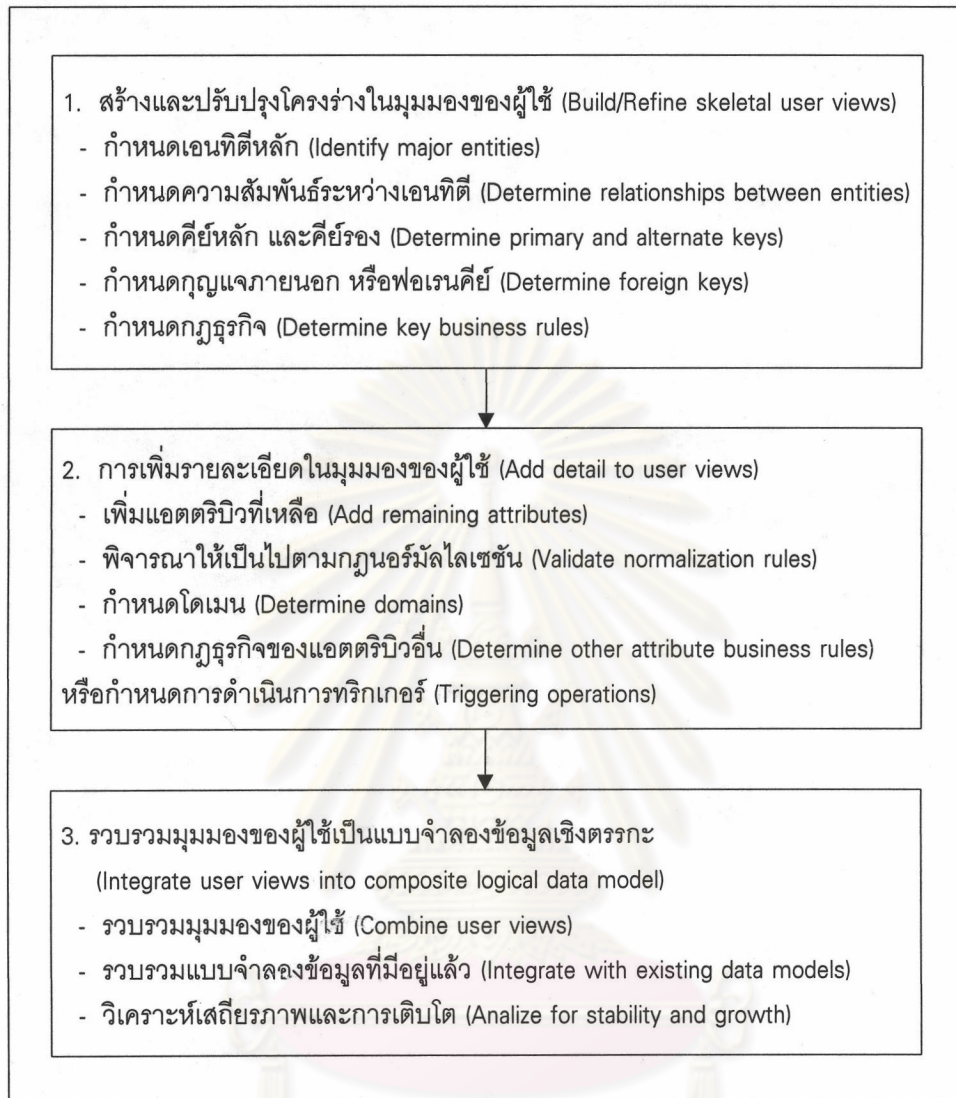 1. สร้างและปรับปรุงโครงร่างในมุมมองของผู้ใช้ (Build/Refine skeletal user views)
- กำหนดเอนทิตีหลัก (Identify major entities)
- กำหนดความสัมพันธ์ระหว่างเอนทิตี (Determine relationships between entities)
- กำหนดคีย์หลัก และคีย์รอง (Determine primary and alternate keys)
- กำหนดกุญแจภายนอก หรือฟอเรนคีย์ (Determine foreign keys)
- กำหนดกฎธุรกิจ (Determine key business rules)
2. การเพิ่มรายละเอียดในมุมมองของผู้ใช้ (Add detail to user views)
- เพิ่มแอตตริบิวที่เหลือ (Add remaining attributes)
- พิจารณาให้เป็นไปตามกฎนอร์มัลไลเซชัน (Validate normalization rules)
- กำหนดโดเมน (Determine domains)
- กำหนดกฎธุรกิจของแอตตริบิวอื่น (Determine other attribute business rules)
หรือกำหนดการดำเนินการทริกเกอร์ (Triggering operations)
3. รวบรวมมุมมองของผู้ใช้เป็นแบบจำลองข้อมูลเชิงตรรกะ
(Integrate user views into composite logical data model)
- รวบรวมมุมมองของผู้ใช้ (Combine user views)
- รวบรวมแบบจำลองข้อมูลที่มีอยู่แล้ว (Integrate with existing data models)
- วิเคราะห์เสถียรภาพและการเติบโต (Analize for stability and growth)